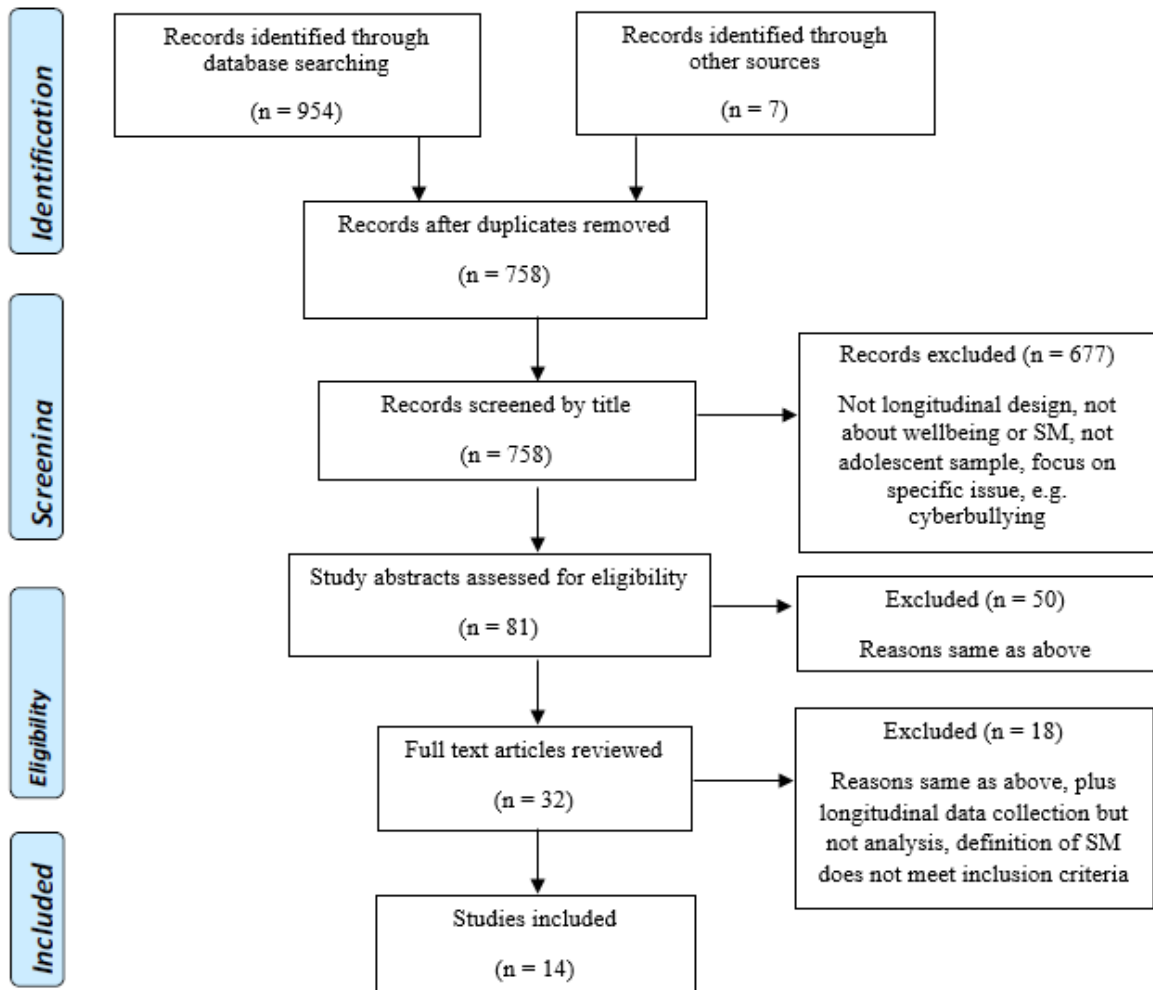 Identification
Records identified through
database searching
(n = 954)
Records identified through
other sources
(n = 7)
Records after duplicates removed
(n = 758)
Screenina
Records screened by title
(n = 758)
Records excluded (n = 677)
Not longitudinal design, not
about wellbeing or SM, not
adolescent sample, focus on
specific issue, e.g.
cyberbullying
Eligibility
Study abstracts assessed for eligibility
(n = 81)
Excluded (n = 50)
Reasons same as above
Full text articles reviewed
(n = 32)
Excluded (n = 18)
Reasons same as above, plus
longitudinal data collection but
not analysis, definition of SM
does not meet inclusion criteria
Included
Studies included
(n = 14)